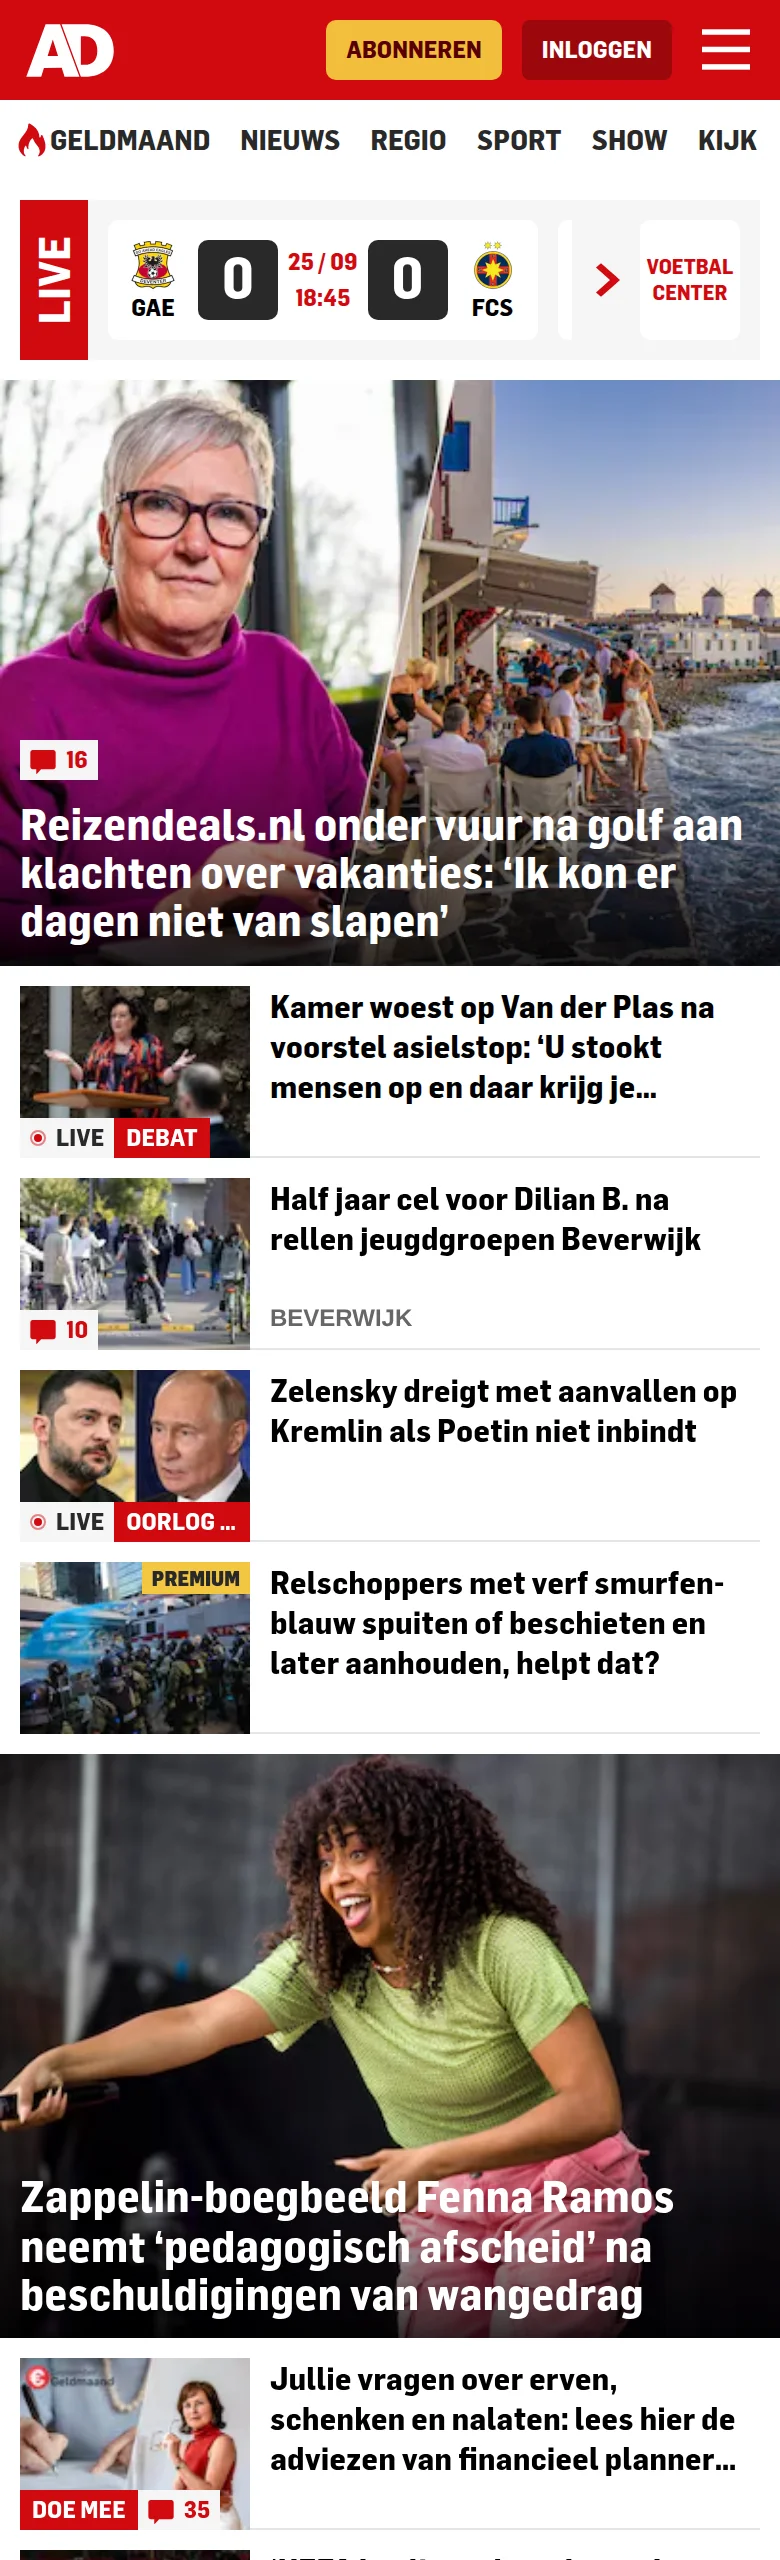 AD
ABONNEREN
INLOGGEN
GELDMAAND NIEUWS REGIO SPORT SHOW KIJK
LIVE
GAE
0
25 / 09
18:45
0
FCS
VOETBAL
CENTER
16
Reizendeals.nl onder vuur na golf aan
klachten over vakanties: ‘Ik kon er
dagen niet van slapen’
Kamer woest op Van der Plas na
voorstel asielstop: ‘U stookt
mensen op en daar krijg je...
LIVE DEBAT
Half jaar cel voor Dilian B. na
rellen jeugdgroepen Beverwijk
BEVERWIJK
10
Zelensky dreigt met aanvallen op
Kremlin als Poetin niet inbindt
LIVE OORLOG ...
PREMIUM
Relschoppers met verf smurfen-
blauw spuiten of beschieten en
later aanhouden, helpt dat?
Zappelin-boegbeeld Fenna Ramos
neemt ‘pedagogisch afscheid’ na
beschuldigingen van wangedrag
Geldmaand
Jullie vragen over erven,
schenken en nalaten: lees hier de
adviezen van financieel planner...
DOE MEE 35